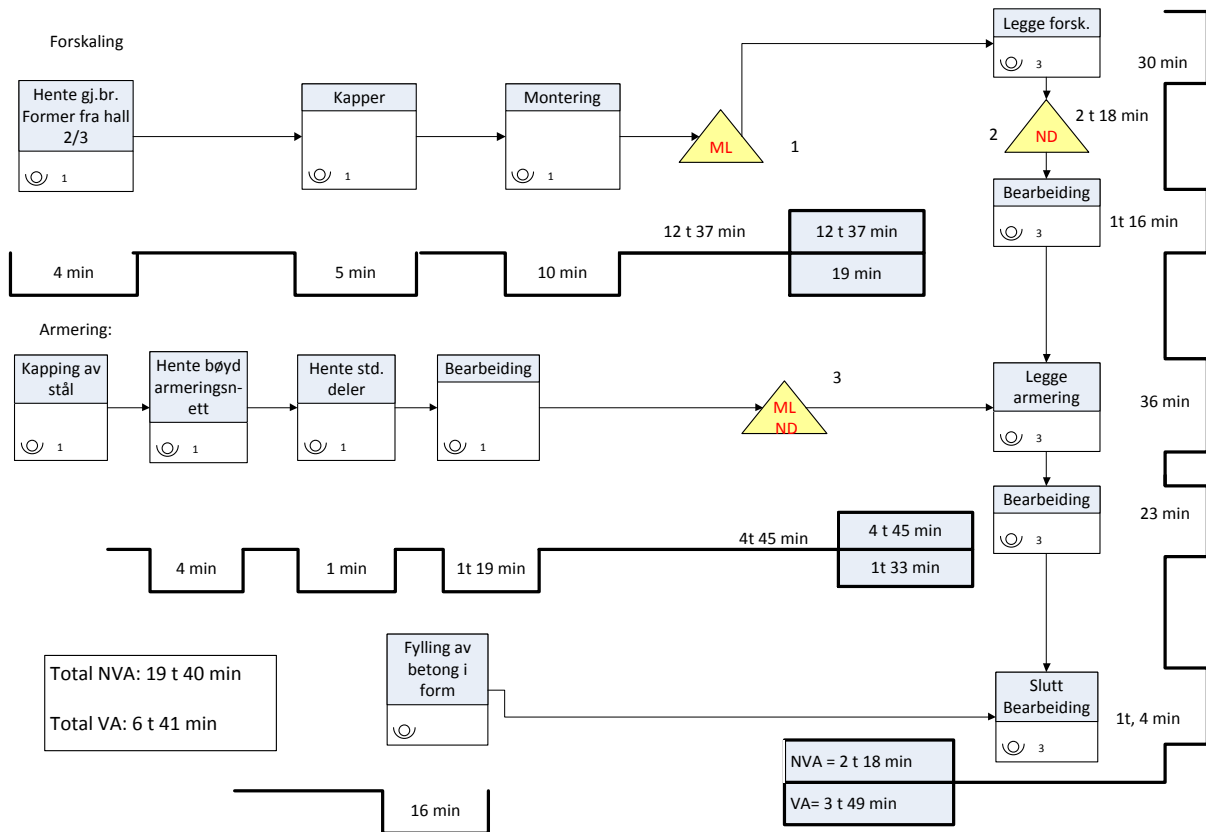 Forskaling
Hente gj.br.
Former fra hall
2/3
1
Kapper
1
Montering
1
ML
1
Legge forsk.
3
30 min
2 t 18 min
2
ND
Bearbeiding
3
1t 16 min
4 min
5 min
10 min
12 t 37 min
12 t 37 min
19 min
Armering:
Kapping av
stål
1
Hente bøyd
armeringsn-
ett
1
Hente std.
deler
1
Bearbeiding
1
3
ML
ND
Legge
armering
3
36 min
Bearbeiding
3
23 min
4 min
1 min
1t 19 min
4t 45 min
4 t 45 min
1t 33 min
Total NVA: 19 t 40 min
Total VA: 6 t 41 min
Fylling av
betong i
form
Slutt
Bearbeiding
3
1t, 4 min
NVA = 2 t 18 min
VA= 3 t 49 min
16 min